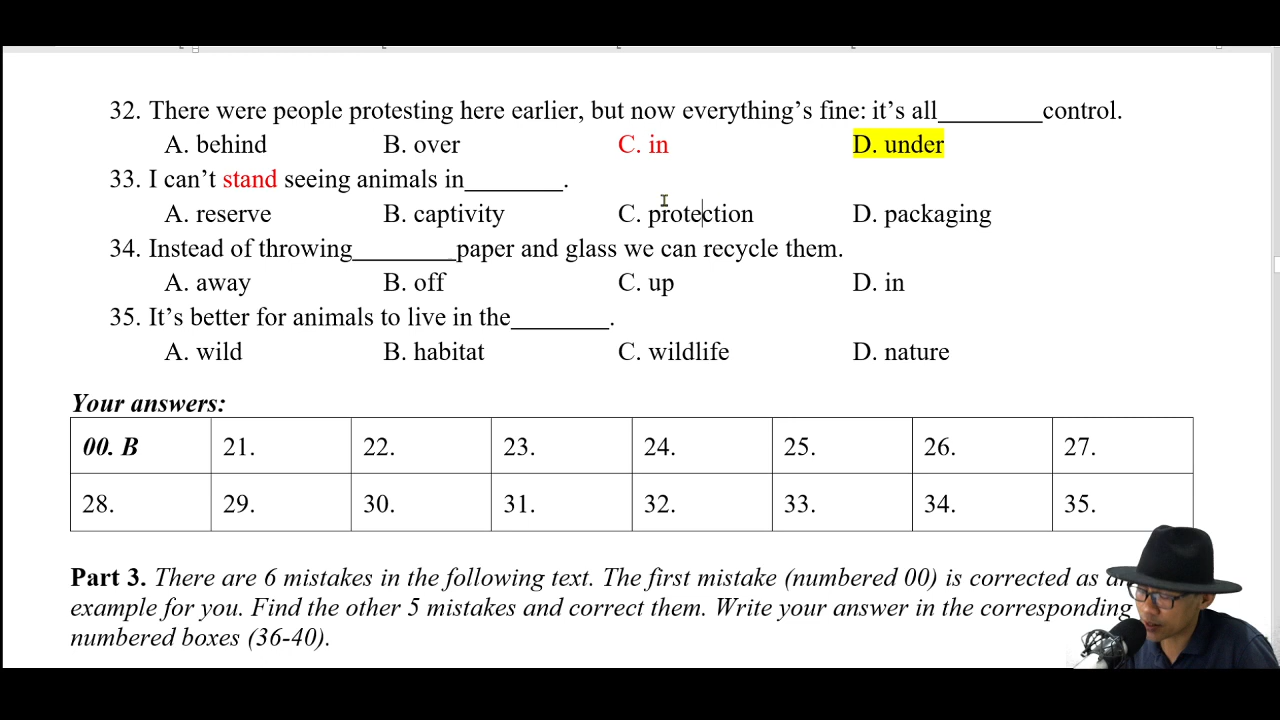 32. There were people protesting here earlier, but now everything’s fine: it’s all________control.
A. behind B. over C. in D. under
33. I can’t stand seeing animals in________.
A. reserve B. captivity C. protection D. packaging
34. Instead of throwing________paper and glass we can recycle them.
A. away B. off C. up D. in
35. It’s better for animals to live in the________.
A. wild B. habitat C. wildlife D. nature
Your answers:
00. B 21. 22. 23. 24. 25. 26. 27.
28. 29. 30. 31. 32. 33. 34. 35.
Part 3. There are 6 mistakes in the following text. The first mistake (numbered 00) is corrected as
example for you. Find the other 5 mistakes and correct them. Write your answer in the corresponding
numbered boxes (36-40).